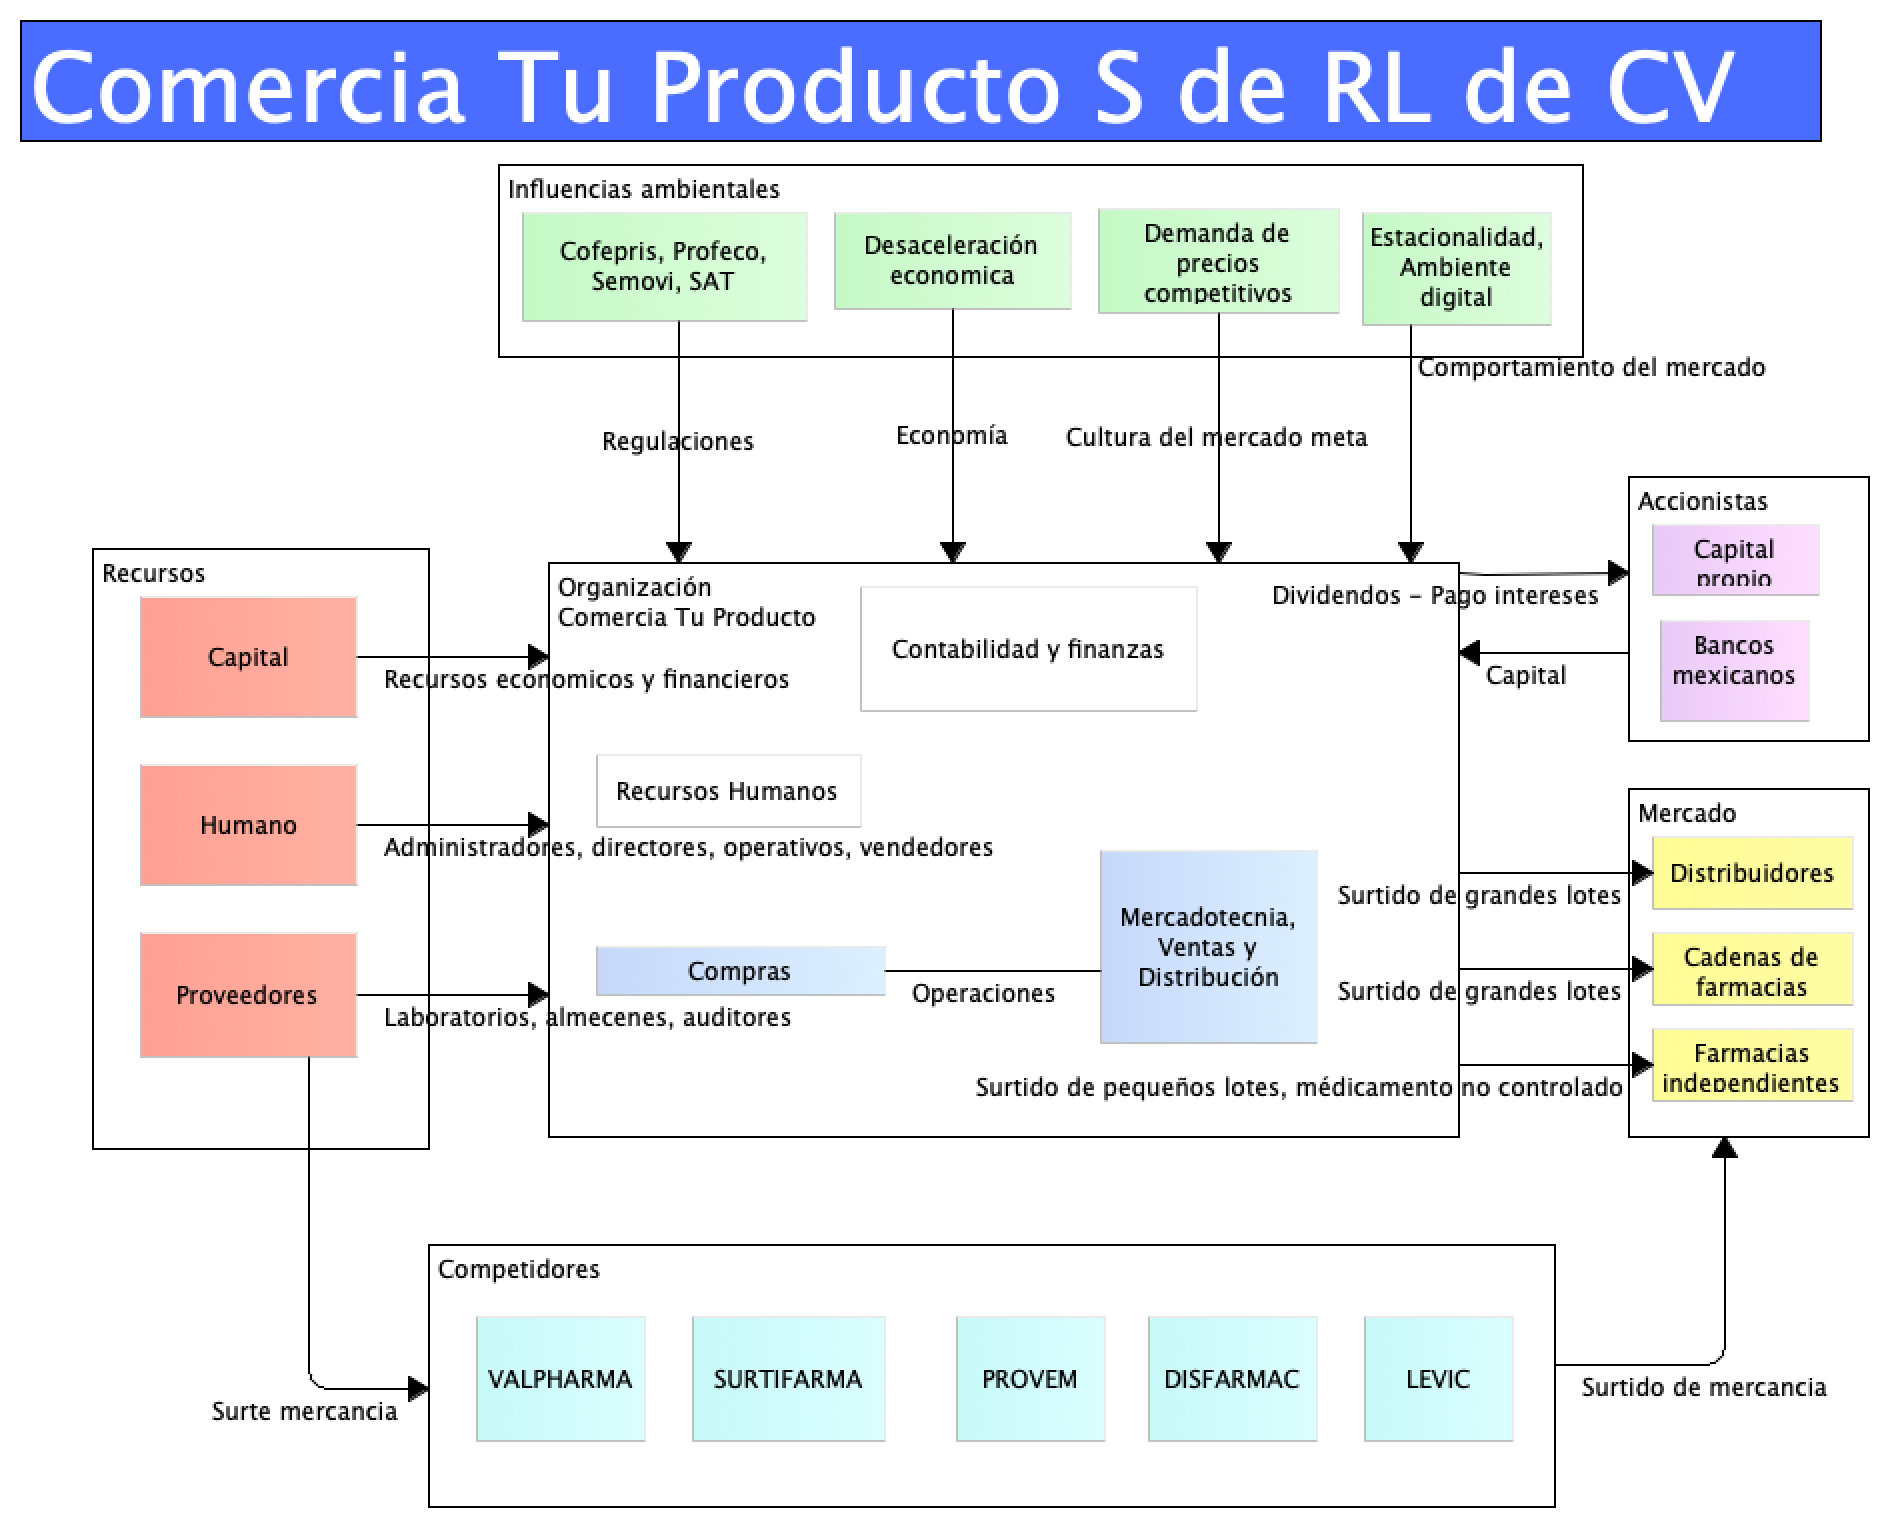 Comercia Tu Producto S de RL de CV
Influencias ambientales
Cofepris, Profeco,
Semovi, SAT
Desaceleración
economica
Demanda de
precios
competitivos
Estacionalidad,
Ambiente
digital
Comportamiento del mercado
Regulaciones
Economía
Cultura del mercado meta
Accionistas
Capital
propio
Bancos
mexicanos
Dividendos - Pago intereses
Capital
Recursos
Capital
Recursos economicos y financieros
Humano
Administradores, directores, operativos, vendedores
Proveedores
Laboratorios, almecenes, auditores
Organización
Comercia Tu Producto
Contabilidad y finanzas
Recursos Humanos
Compras
Operaciones
Mercadotecnia,
Ventas y
Distribución
Mercado
Distribuidores
Surtido de grandes lotes
Cadenas de
farmacias
Surtido de grandes lotes
Farmacias
independientes
Surtido de pequeños lotes, médicamento no controlado
Competidores
VALPHARMA
SURTIFARMA
PROVEM
DISFARMAC
LEVIC
Surte mercancia
Surtido de mercancia